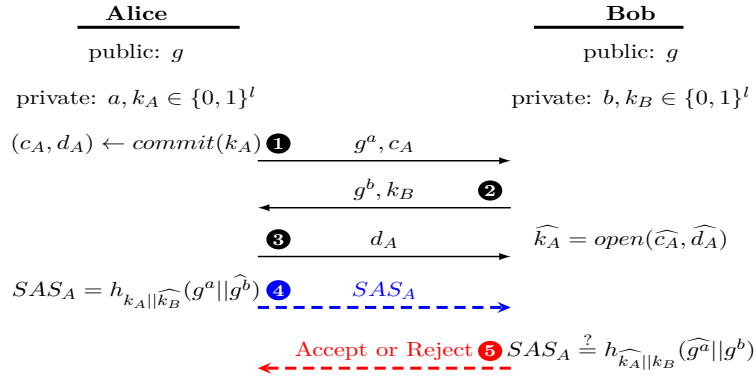 Alice Bob
public: g public: g
private: a, k_A ∈ {0, 1}^l private: b, k_B ∈ {0, 1}^l
(c_A, d_A) ← commit(k_A) 1 g^a, c_A
g^b, k_B 2
3 d_A \widehat{k_A} = open(\widehat{c_A}, \widehat{d_A})
SAS_A = h_{k_A||\widehat{k_B}}(g^a||\widehat{g^b}) 4 SAS_A
Accept or Reject 5 SAS_A \stackrel{?}{=} h_{\widehat{k_A}||k_B}(\widehat{g^a}||g^b)